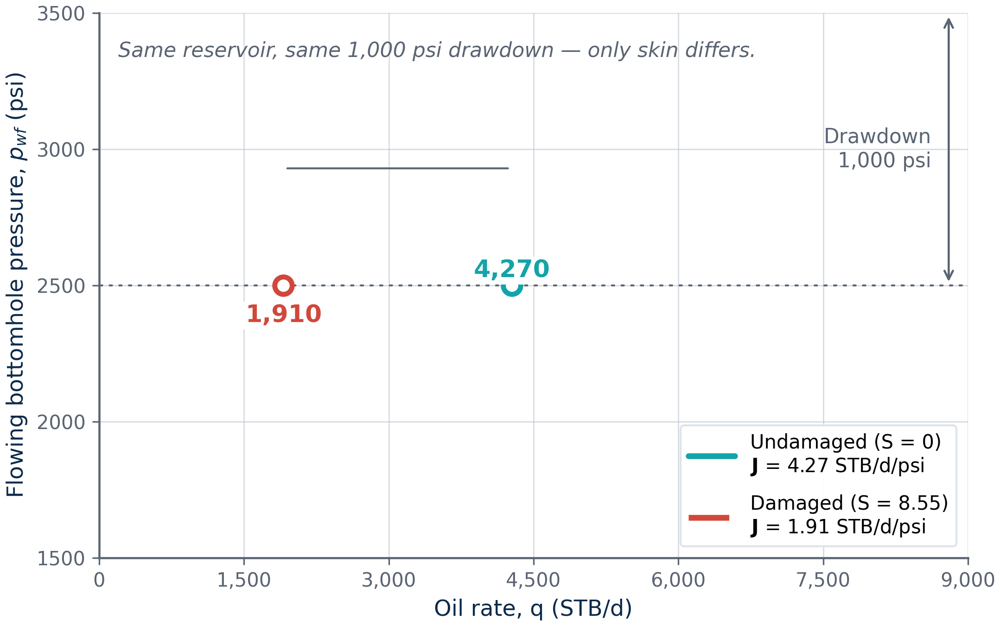 3500
Same reservoir, same 1,000 psi drawdown — only skin differs.
Flowing bottomhole pressure, pwf (psi)
Drawdown
1,000 psi
3000
4,270
2500
1,910
2000
Undamaged (S = 0)
J = 4.27 STB/d/psi
Damaged (S = 8.55)
J = 1.91 STB/d/psi
1500
0 1,500 3,000 4,500 6,000 7,500 9,000
Oil rate, q (STB/d)